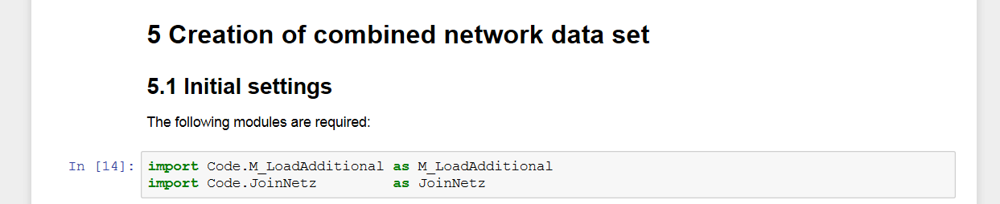 5 Creation of combined network data set
5.1 Initial settings
The following modules are required:
In [14]: import Code.M_LoadAdditional as M_LoadAdditional
import Code.JoinNetz         as JoinNetz